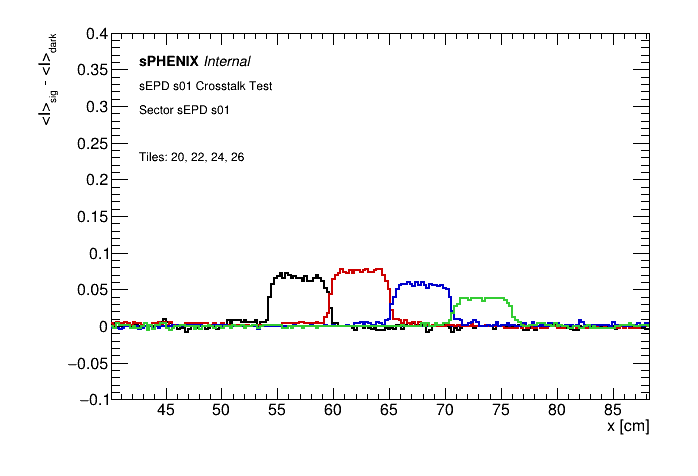 <I>sig - <I>dark
0.4
0.35
0.3
0.25
0.2
0.15
0.1
0.05
0
−0.05
−0.1
sPHENIX Internal
sEPD s01 Crosstalk Test
Sector sEPD s01
Tiles: 20, 22, 24, 26
45 50 55 60 65 70 75 80 85
x [cm]